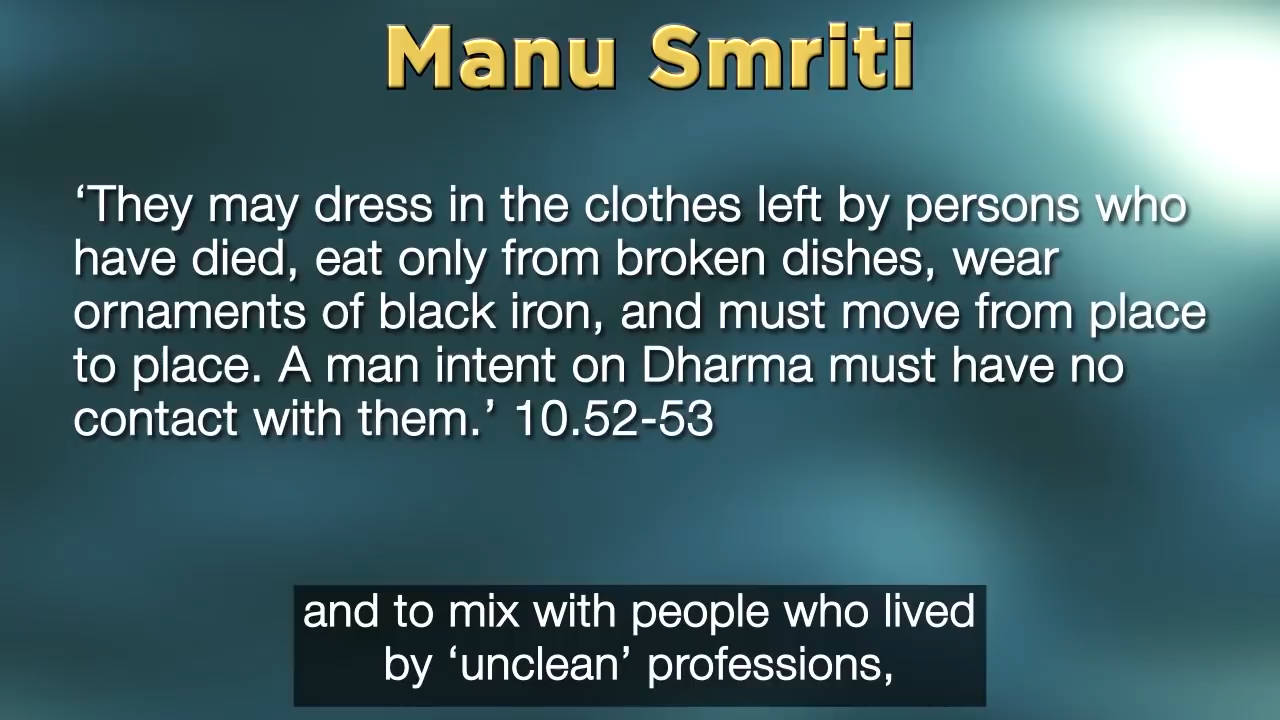 Manu Smriti
‘They may dress in the clothes left by persons who
have died, eat only from broken dishes, wear
ornaments of black iron, and must move from place
to place. A man intent on Dharma must have no
contact with them.’ 10.52-53
and to mix with people who lived
by ‘unclean’ professions,